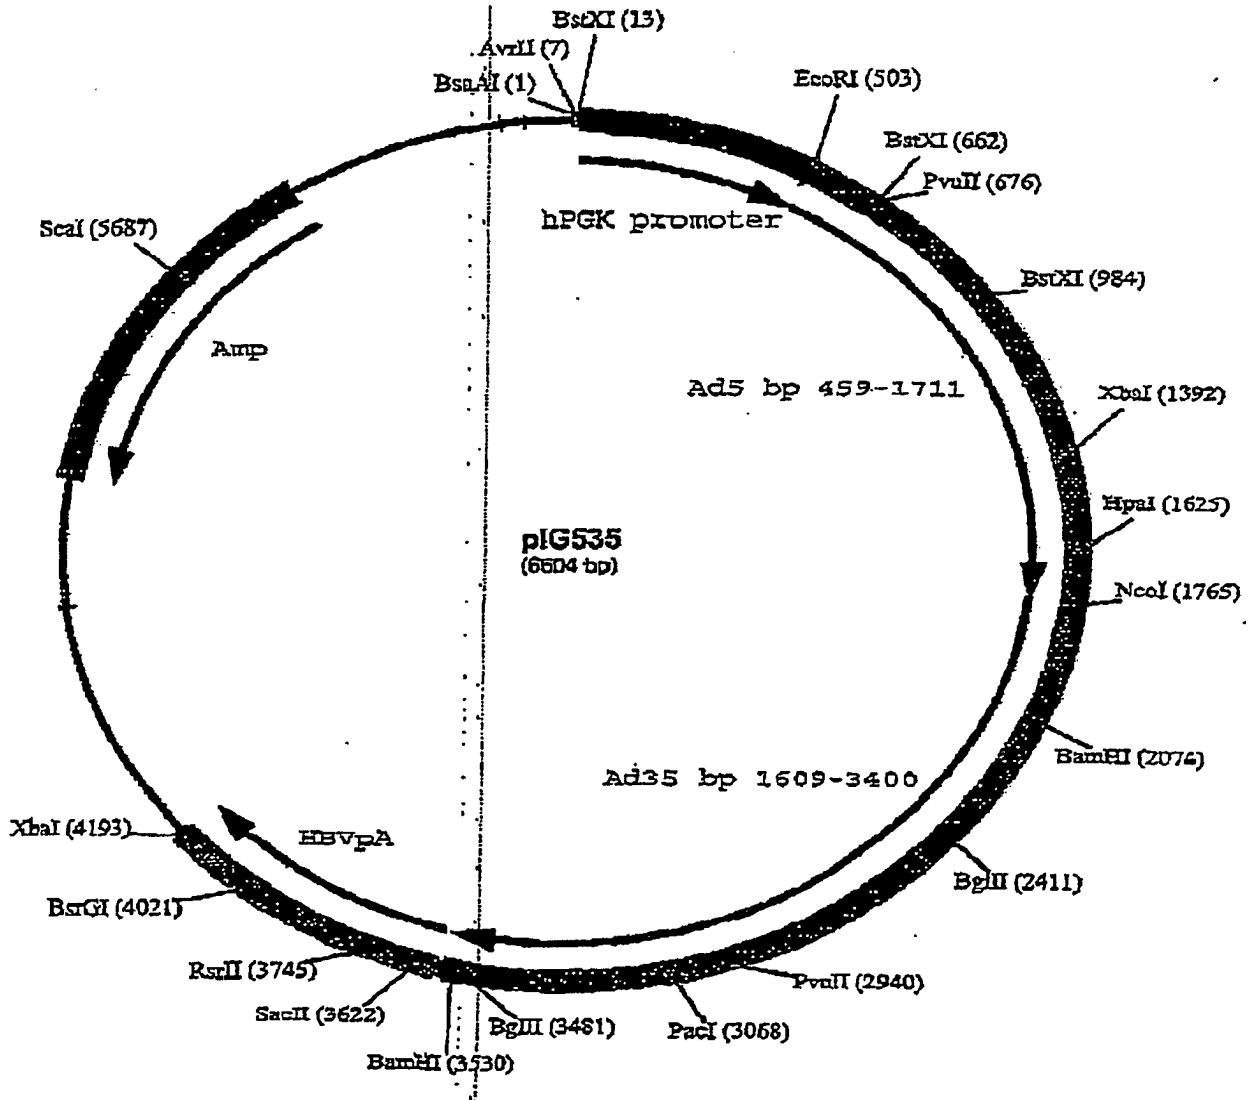 BstXI (13)
AvrII (7)
BsaAI (1)
EcoRI (503)
BstXI (662)
PvuII (676)
hPGK promoter
ScaI (5687)
BstXI (984)
Amp
Ad5 bp 459-1711
XbaI (1392)
HpaI (1625)
pIG535
(6604 bp)
NcoI (1765)
BamHI (2076)
Ad35 bp 1609-3400
XbaI (4193)
HBVpA
BglII (2411)
BsrGI (4021)
RsrII (3745)
PvuII (2940)
SacII (3622)
BglII (3481)
PacI (3068)
BamHI (3530)